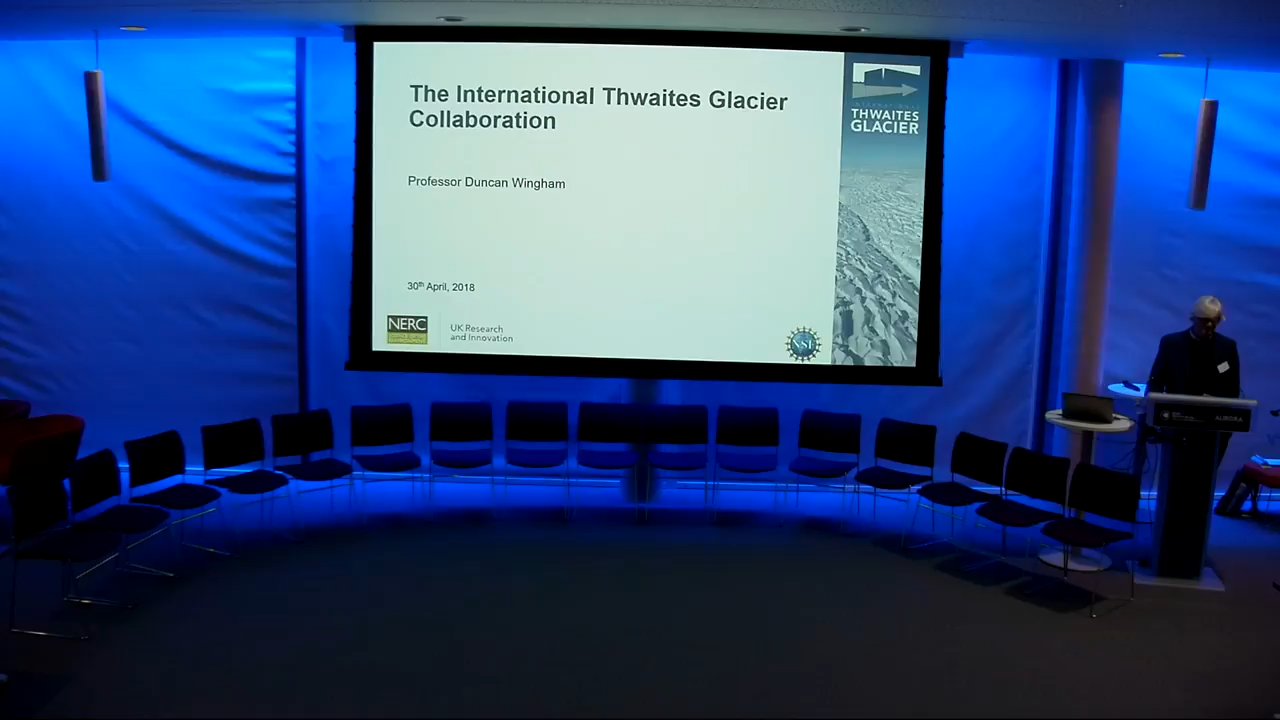 The International Thwaites Glacier
Collaboration
Professor Duncan Wingham
30th April, 2018
NERC
UK Research
and Innovation
NSF
INTERNATIONAL
THWAITES
GLACIER
AURORA